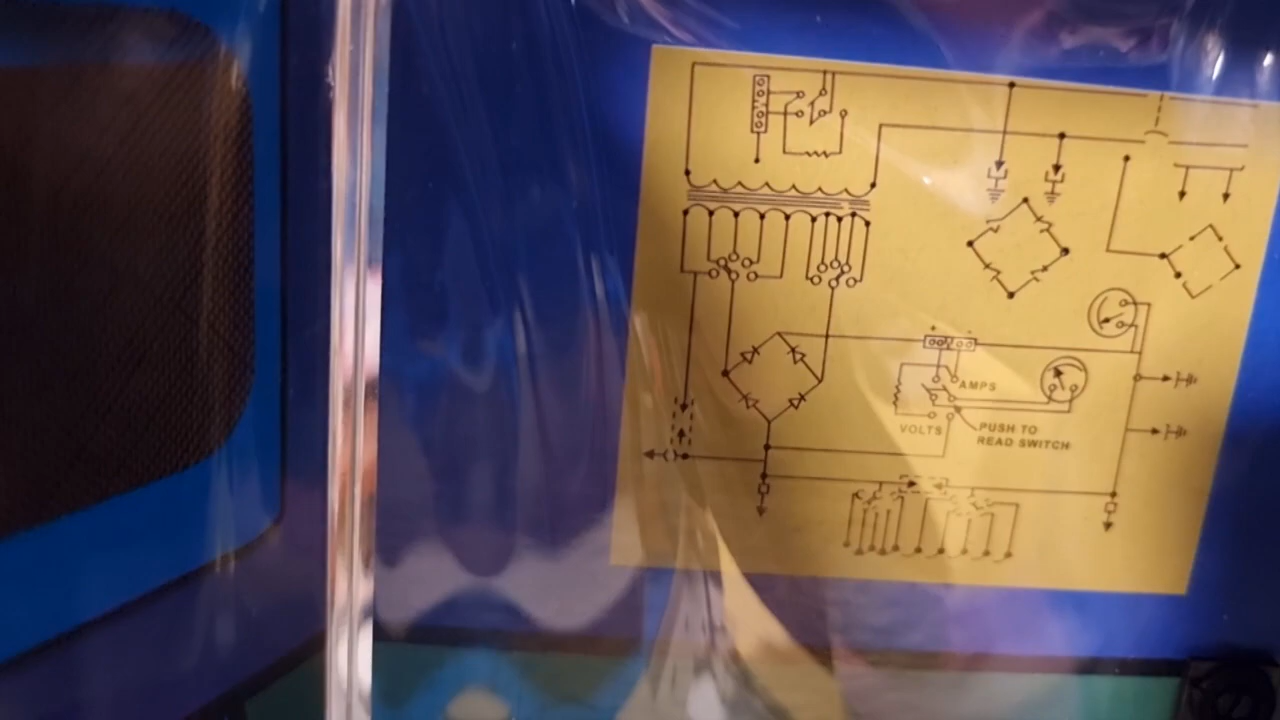 + -
AMPS
VOLTS
PUSH TO
READ SWITCH